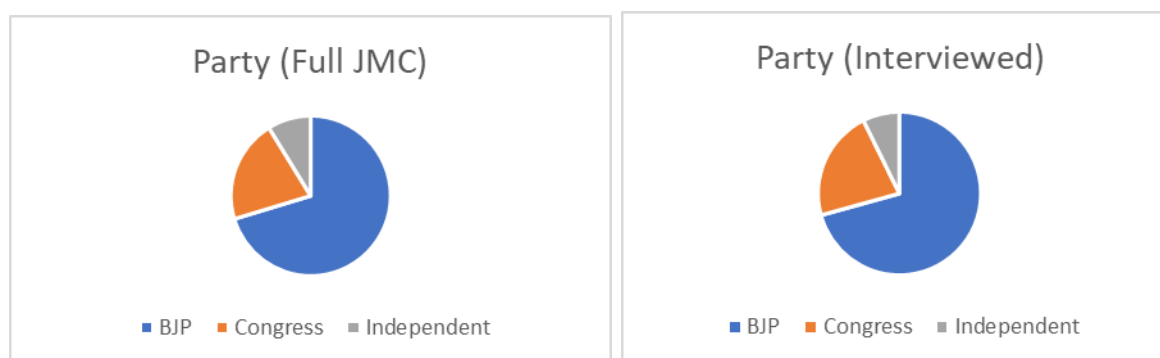 Party (Full JMC)
BJP Congress Independent
Party (Interviewed)
BJP Congress Independent